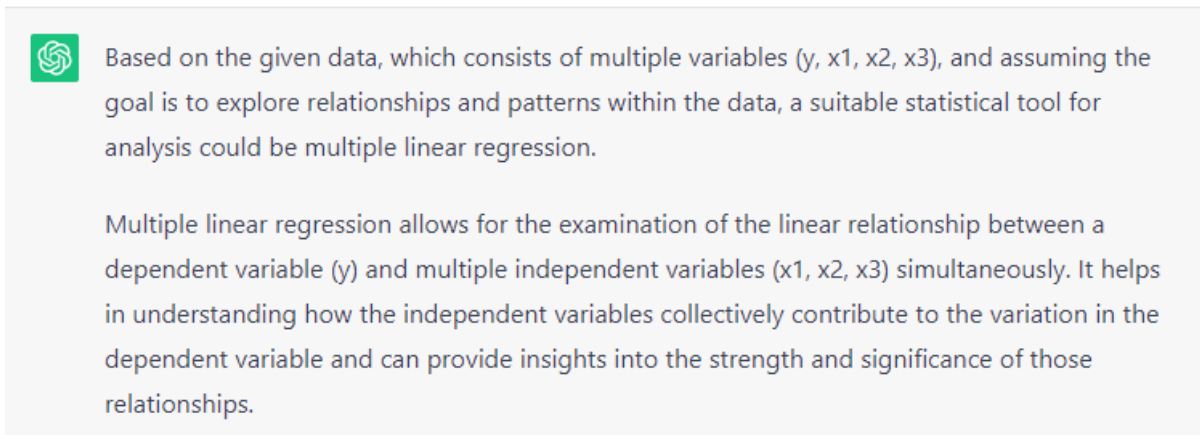 Based on the given data, which consists of multiple variables (y, x1, x2, x3), and assuming the
goal is to explore relationships and patterns within the data, a suitable statistical tool for
analysis could be multiple linear regression.
Multiple linear regression allows for the examination of the linear relationship between a
dependent variable (y) and multiple independent variables (x1, x2, x3) simultaneously. It helps
in understanding how the independent variables collectively contribute to the variation in the
dependent variable and can provide insights into the strength and significance of those
relationships.